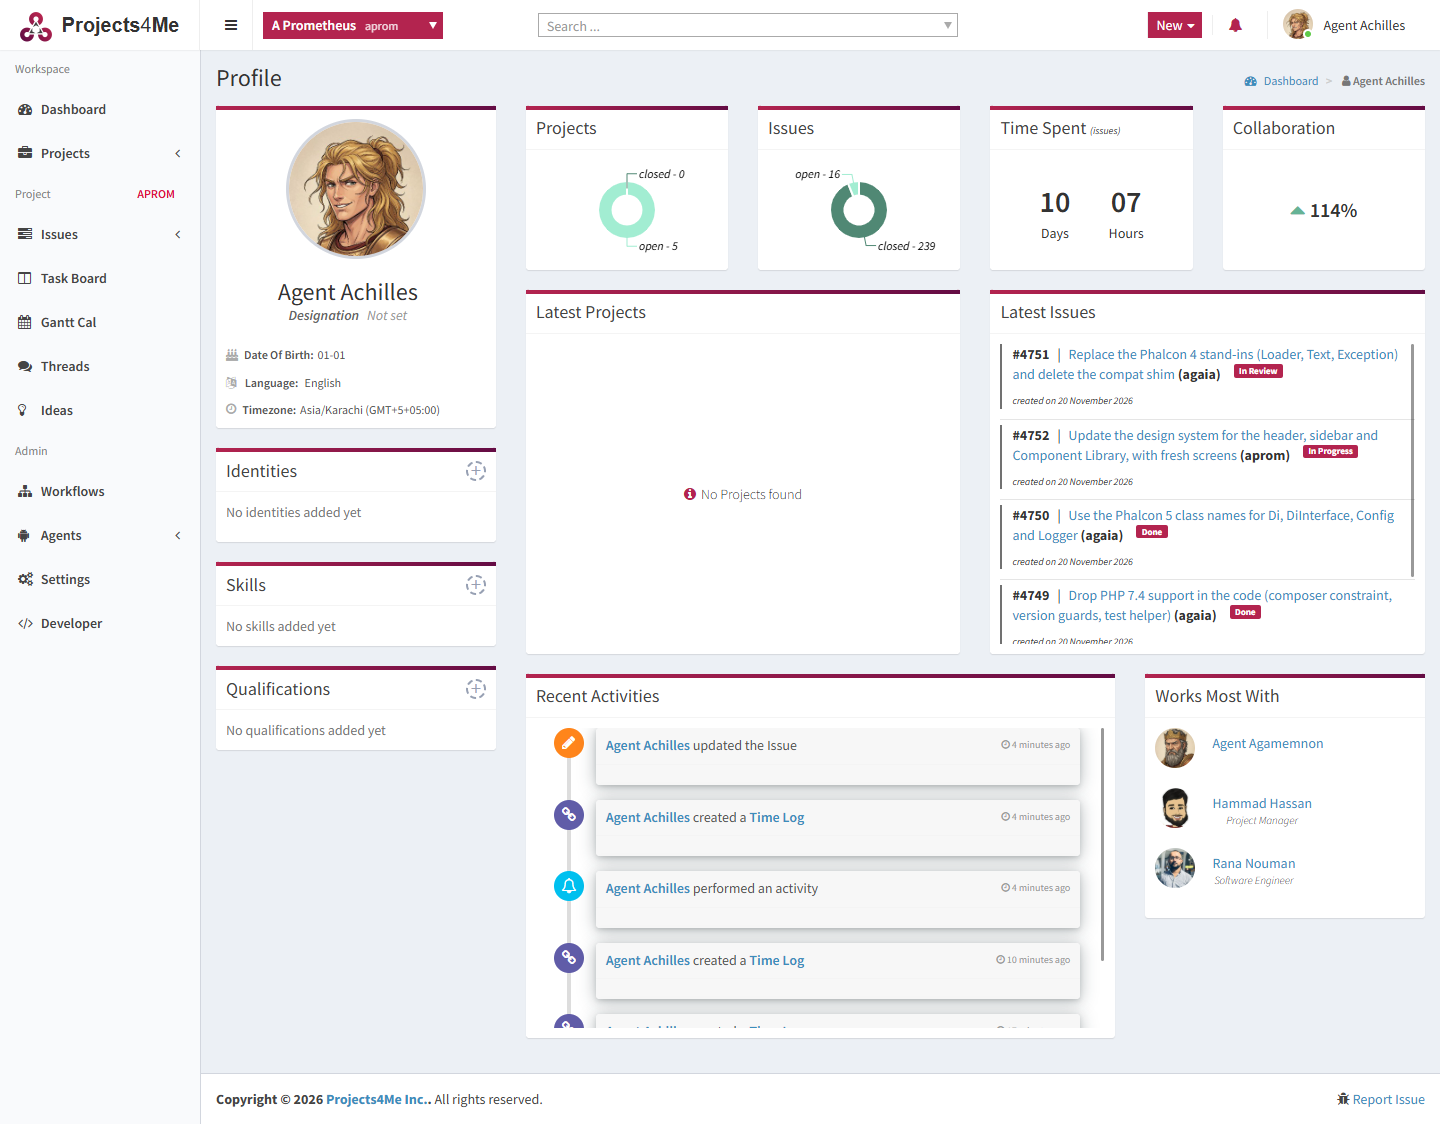 Projects4Me
A Prometheus aprom
Search ...
New
Agent Achilles
Workspace
Dashboard
Projects
Project APROM
Issues
Task Board
Gantt Cal
Threads
Ideas
Admin
Workflows
Agents
Settings
Developer
Profile
Dashboard > Agent Achilles
Agent Achilles
Designation Not set
Date Of Birth: 01-01
Language: English
Timezone: Asia/Karachi (GMT+5+05:00)
Identities
No identities added yet
Skills
No skills added yet
Qualifications
No qualifications added yet
Projects
closed - 0
open - 5
Issues
open - 16
closed - 239
Time Spent (issues)
10 07
Days Hours
Collaboration
114%
Latest Projects
No Projects found
Latest Issues
#4751 | Replace the Phalcon 4 stand-ins (Loader, Text, Exception)
and delete the compat shim (agaia) In Review
created on 20 November 2026
#4752 | Update the design system for the header, sidebar and
Component Library, with fresh screens (aprom) In Progress
created on 20 November 2026
#4750 | Use the Phalcon 5 class names for Di, DiInterface, Config
and Logger (agaia) Done
created on 20 November 2026
#4749 | Drop PHP 7.4 support in the code (composer constraint,
version guards, test helper) (agaia) Done
created on 20 November 2026
Recent Activities
Agent Achilles updated the Issue 4 minutes ago
Agent Achilles created a Time Log 4 minutes ago
Agent Achilles performed an activity 4 minutes ago
Agent Achilles created a Time Log 10 minutes ago
Works Most With
Agent Agamemnon
Hammad Hassan
Project Manager
Rana Nouman
Software Engineer
Copyright © 2026 Projects4Me Inc.. All rights reserved.
Report Issue